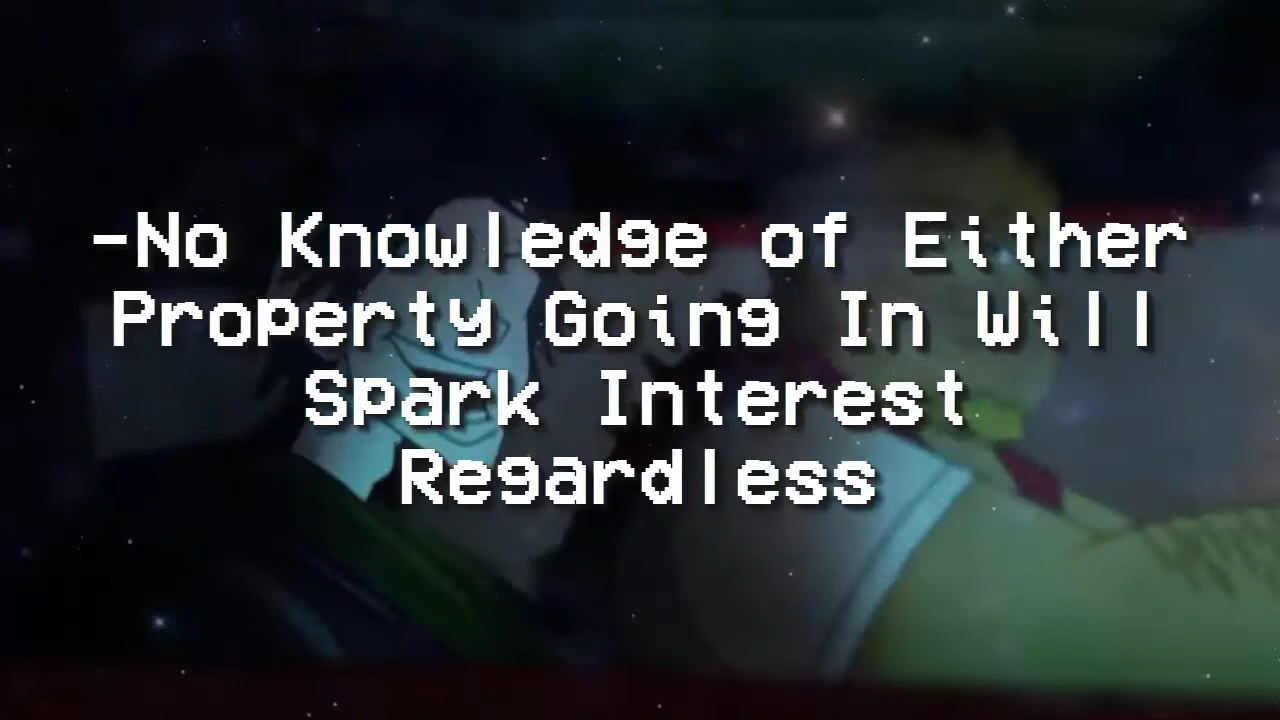 -No Knowledge of Either
Property Going In Will
Spark Interest
Regardless